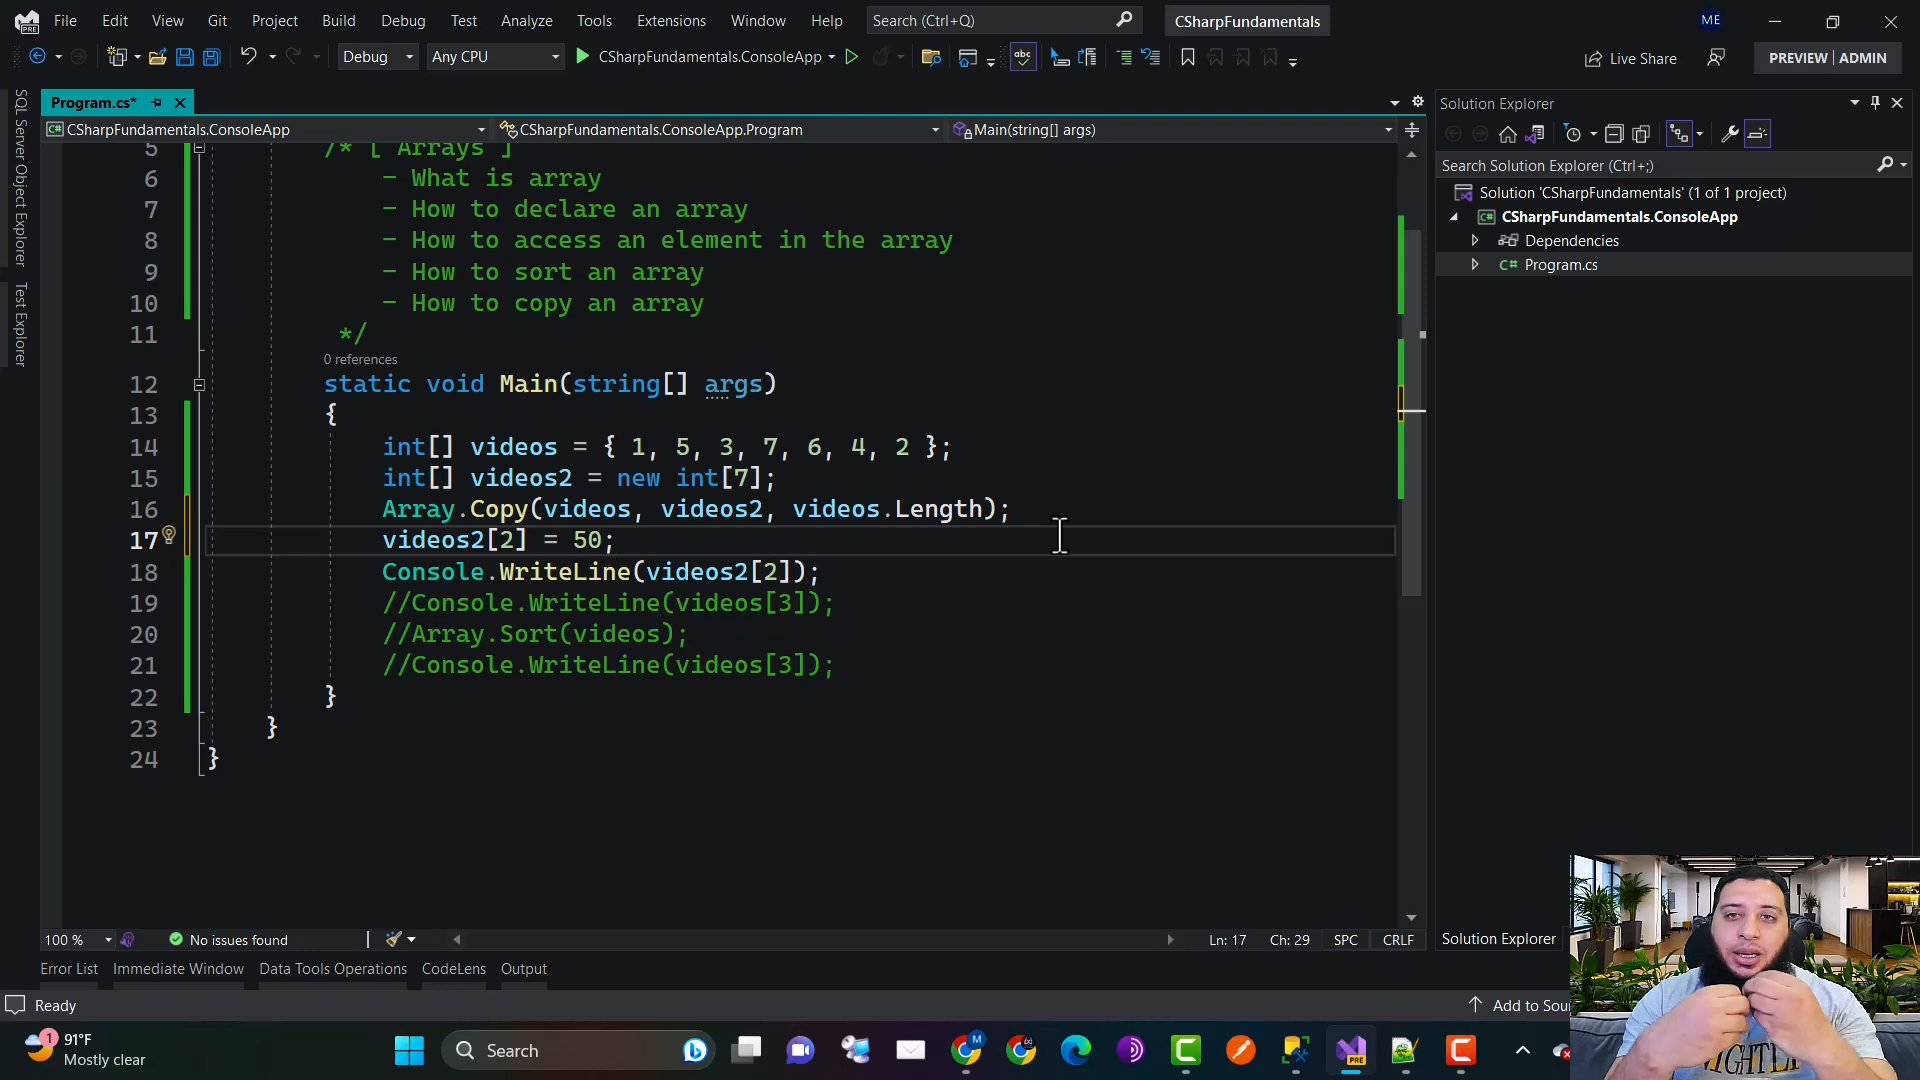 File Edit View Git Project Build Debug Test Analyze Tools Extensions Window Help Search (Ctrl+Q) CSharpFundamentals ME
Debug Any CPU CSharpFundamentals.ConsoleApp Live Share PREVIEW ADMIN
SQL Server Object Explorer
Test Explorer
Program.cs*
CSharpFundamentals.ConsoleApp CSharpFundamentals.ConsoleApp.Program Main(string[] args)
5 /* [ Arrays ]
6 - What is array
7 - How to declare an array
8 - How to access an element in the array
9 - How to sort an array
10 - How to copy an array
11 */
0 references
12 static void Main(string[] args)
13 {
14 int[] videos = { 1, 5, 3, 7, 6, 4, 2 };
15 int[] videos2 = new int[7];
16 Array.Copy(videos, videos2, videos.Length);
17 videos2[2] = 50;
18 Console.WriteLine(videos2[2]);
19 //Console.WriteLine(videos[3]);
20 //Array.Sort(videos);
21 //Console.WriteLine(videos[3]);
22 }
23 }
24 }
100 % No issues found Ln: 17 Ch: 29 SPC CRLF
Solution Explorer
Search Solution Explorer (Ctrl+;)
Solution 'CSharpFundamentals' (1 of 1 project)
C# CSharpFundamentals.ConsoleApp
Dependencies
C# Program.cs
Solution Explorer
Error List Immediate Window Data Tools Operations CodeLens Output
Ready Add to Sou
1 91°F
Mostly clear
Search
PRE